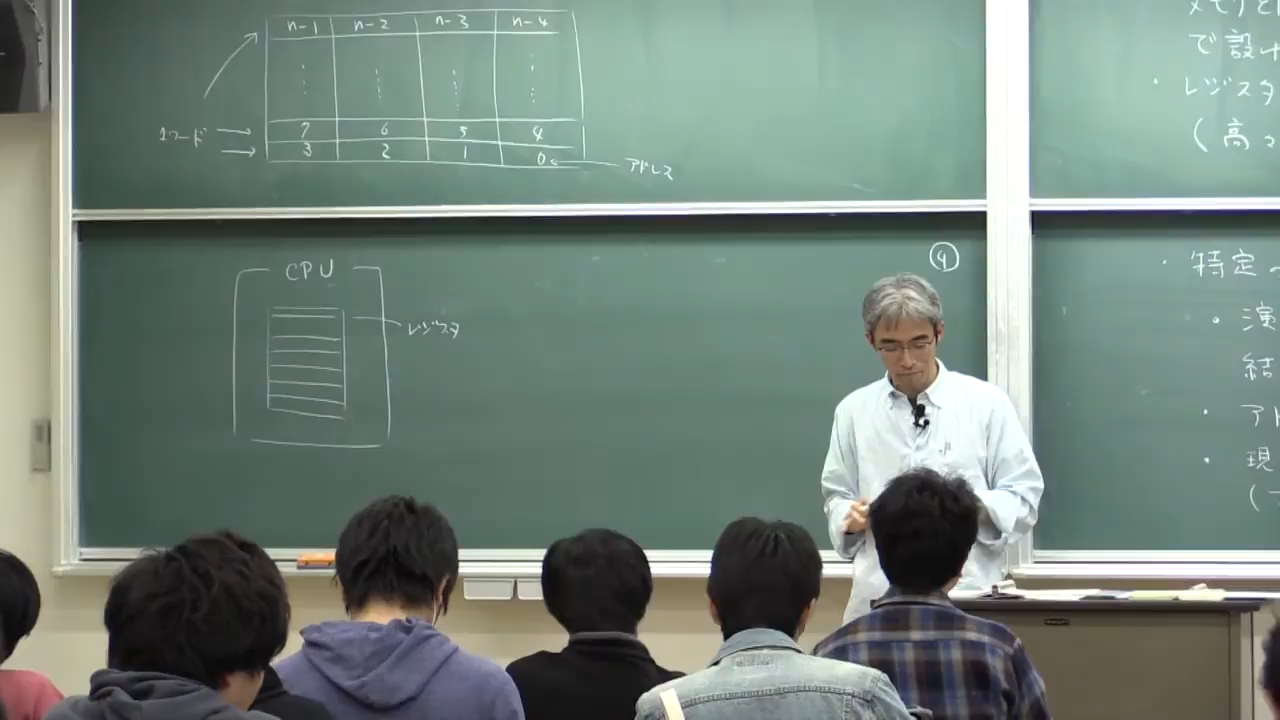 n-1 n-2 n-3 n-4
1ワード
7 6 5 4
3 2 1 0
アドレス
CPU
レジスタ
④
メモリと
で設け
・レジスタ
(高
・特定
・演
結
・アド
・現
(